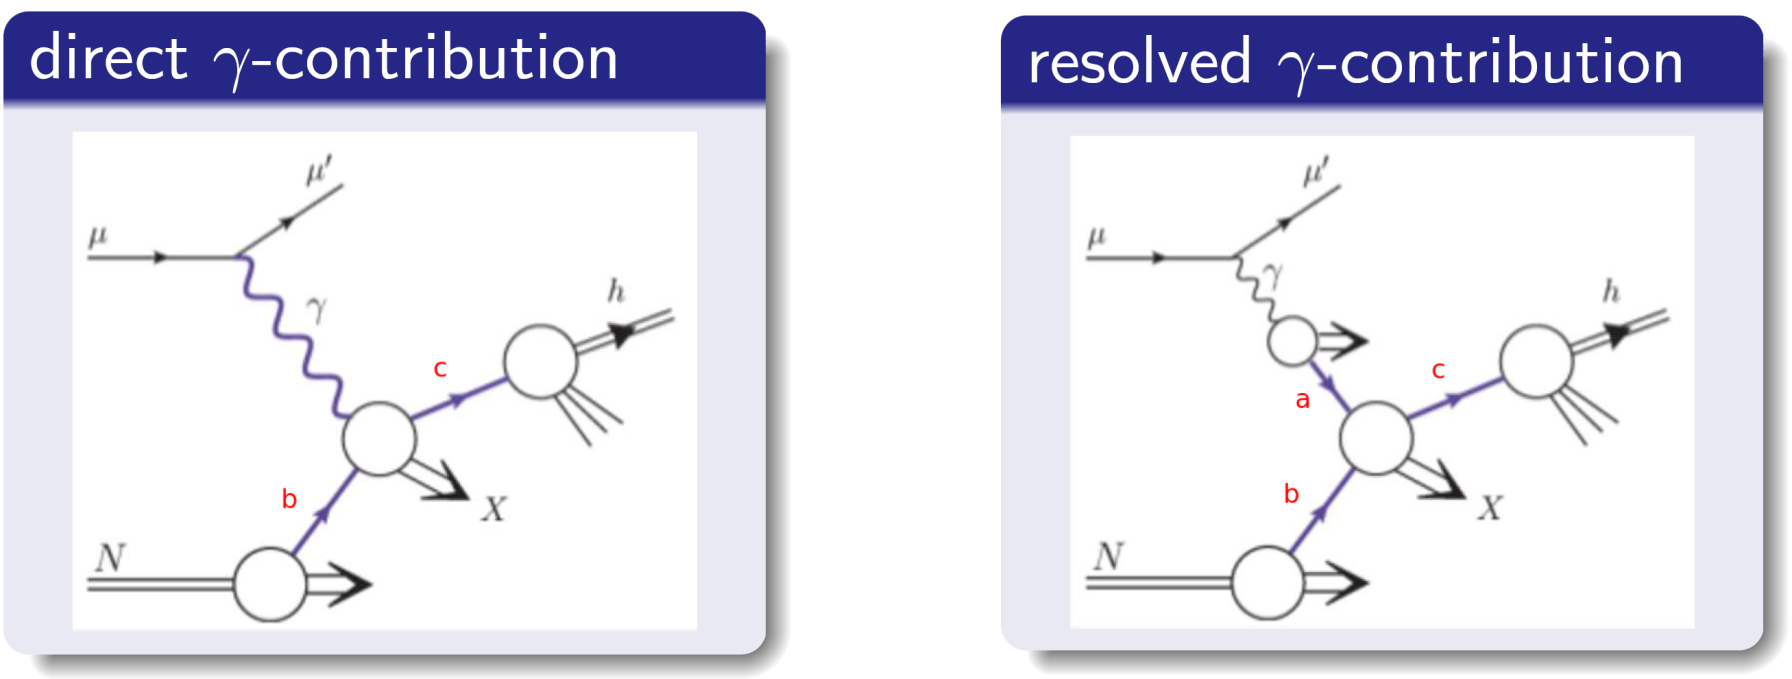 direct γ-contribution
μ
μ′
γ
h
c
b
X
N
resolved γ-contribution
μ
μ′
γ
h
a
c
b
X
N